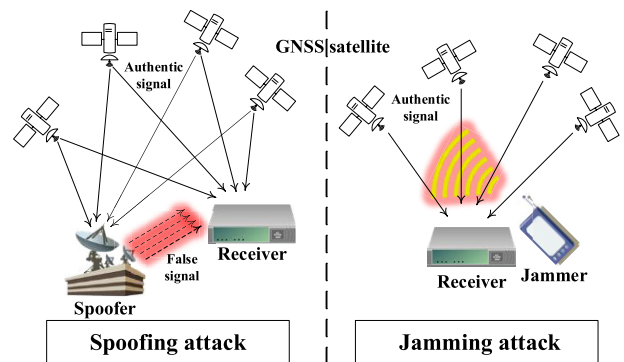 GNSS satellite
Authentic
signal
Authentic
signal
False
signal
Receiver
Spoofer
Receiver
Jammer
Spoofing attack
Jamming attack